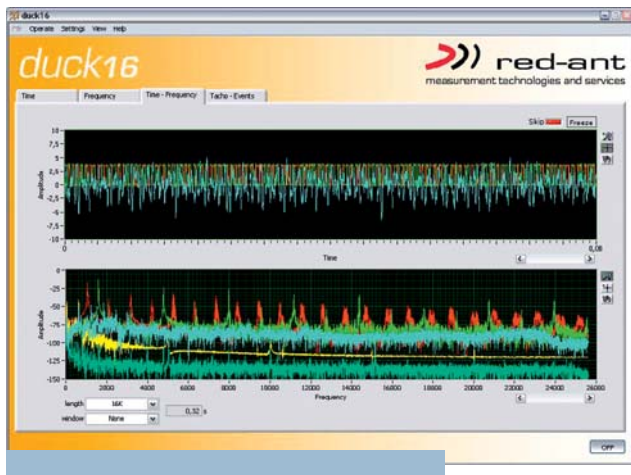 duck16
Operate Settings View Help
duck16
red-ant
measurement technologies and services
Time Frequency Time - Frequency Tacho - Events
Skip Freeze
10
7,5
5
2,5
0
-2,5
-5
-7,5
-10
Amplitude
0 0,08
Time
0
-25
-50
-75
-100
-125
-150
Amplitude
0 2000 4000 6000 8000 10000 12000 14000 16000 18000 20000 22000 24000 26000
Frequency
length 16K
window None
0,32 s
OFF